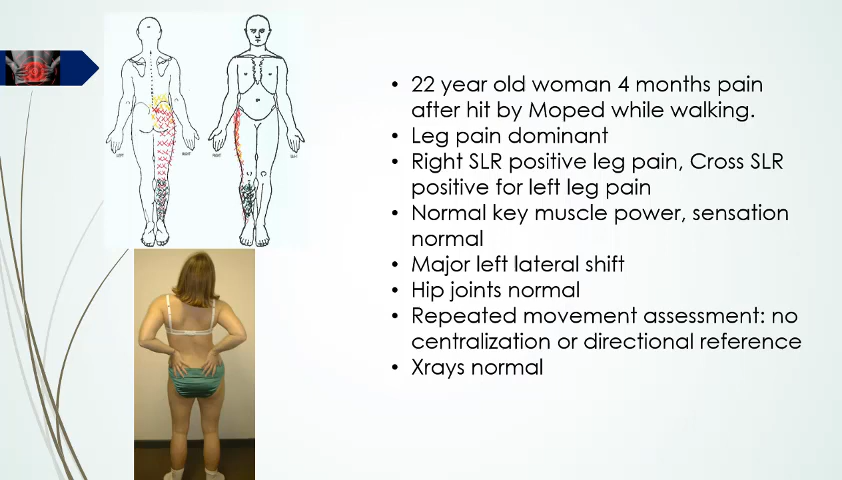 • 22 year old woman 4 months pain
after hit by Moped while walking.
• Leg pain dominant
• Right SLR positive leg pain, Cross SLR
positive for left leg pain
• Normal key muscle power, sensation
normal
• Major left lateral shift
• Hip joints normal
• Repeated movement assessment: no
centralization or directional reference
• Xrays normal